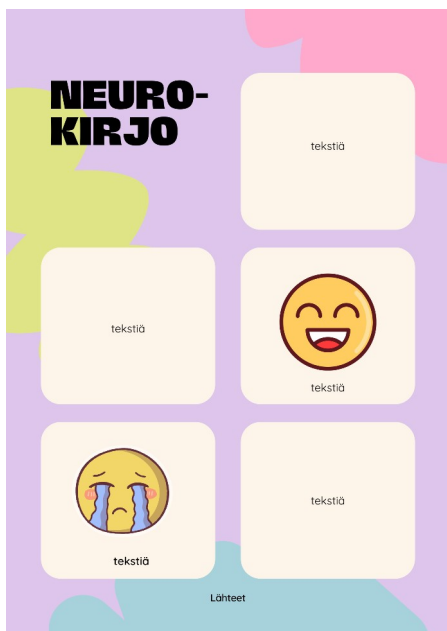 NEURO-
KIRJO
tekstiä
tekstiä
tekstiä
tekstiä
tekstiä
Lähteet